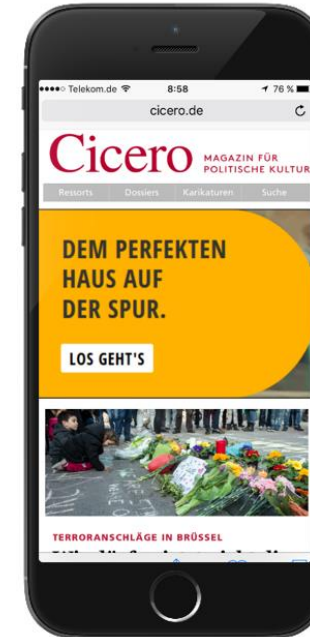 Telekom.de 8:58 76 %
cicero.de
Cicero MAGAZIN FÜR
POLITISCHE KULTUR
Ressorts Dossiers Karikaturen Suche
DEM PERFEKTEN
HAUS AUF
DER SPUR.
LOS GEHT'S
TERRORANSCHLÄGE IN BRÜSSEL